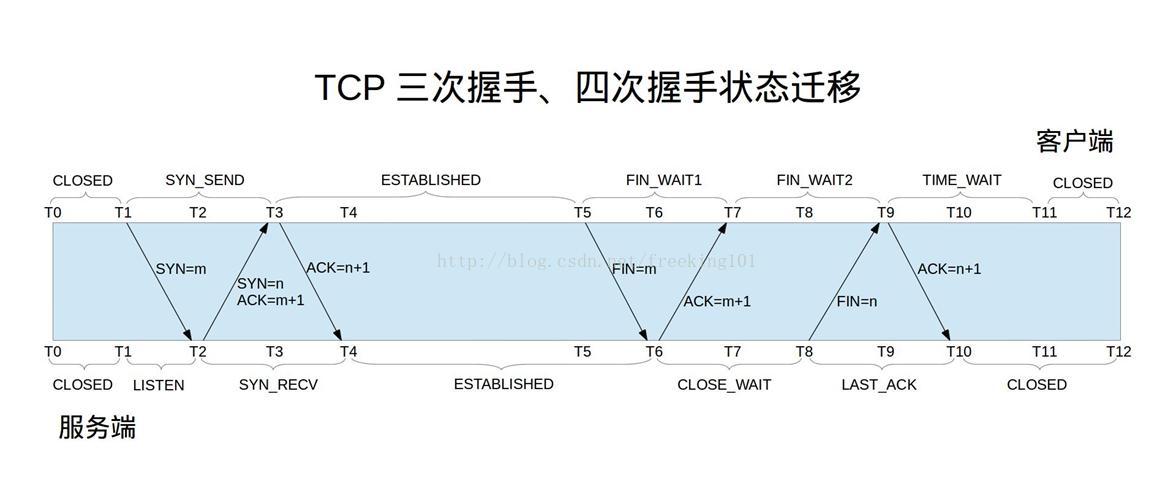 TCP 三次握手、四次握手状态迁移
客户端
CLOSED SYN_SEND ESTABLISHED FIN_WAIT1 FIN_WAIT2 TIME_WAIT CLOSED
T0 T1 T2 T3 T4 T5 T6 T7 T8 T9 T10 T11 T12
http://blog.csdn.net/freeking101
SYN=m
SYN=n
ACK=m+1
ACK=n+1
FIN=m
ACK=m+1
FIN=n
ACK=n+1
T0 T1 T2 T3 T4 T5 T6 T7 T8 T9 T10 T11 T12
CLOSED LISTEN SYN_RECV ESTABLISHED CLOSE_WAIT LAST_ACK CLOSED
服务端